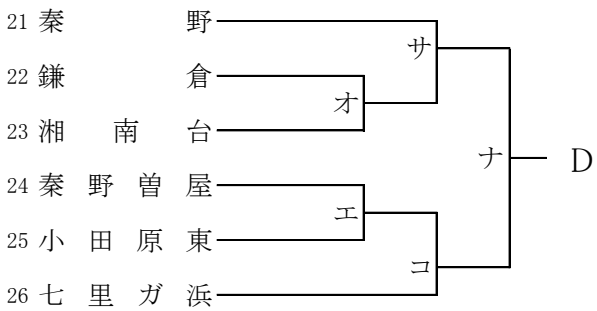 21 秦野
サ
22 鎌倉
オ
23 湘南台
ナ D
24 秦野曽屋
エ
25 小田原東
コ
26 七里ガ浜